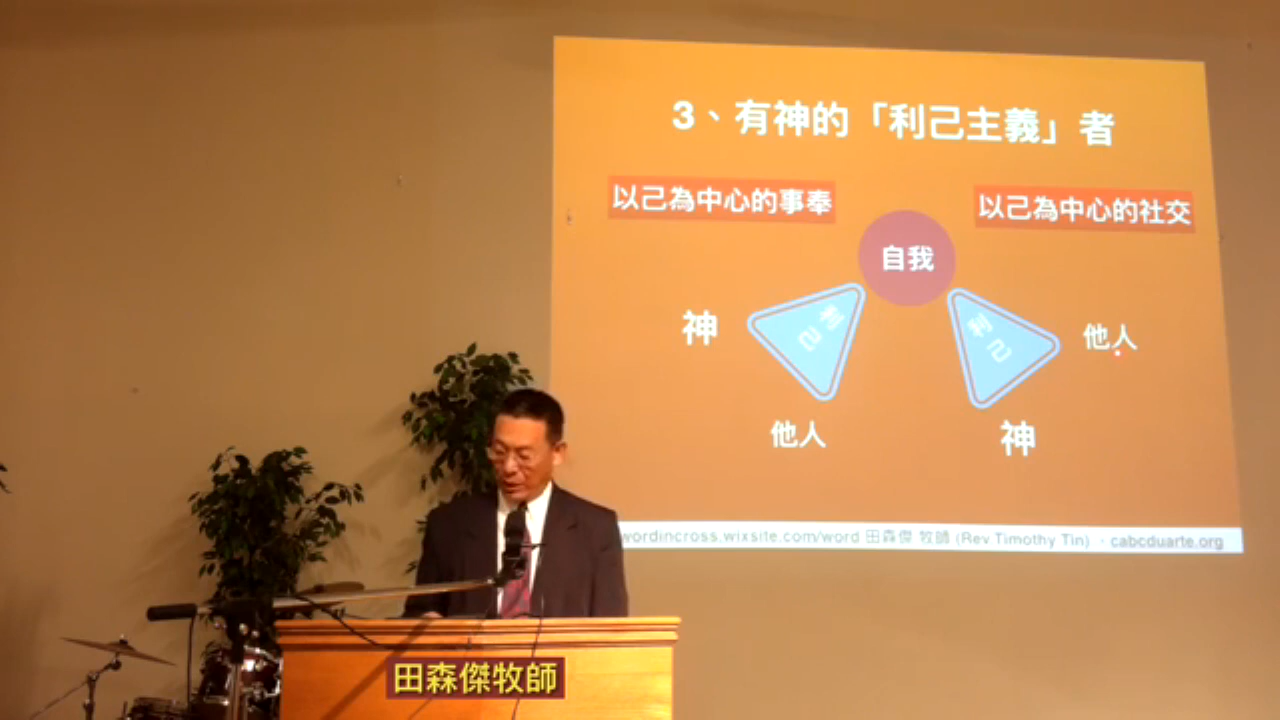 3、有神的「利己主義」者
以己為中心的事奉
以己為中心的社交
自我
利己
利己
神
他人
他人
神
wordincross.wixsite.com/word 田森傑 牧師 (Rev Timothy Tin) , cabcduarte.org
田森傑牧師